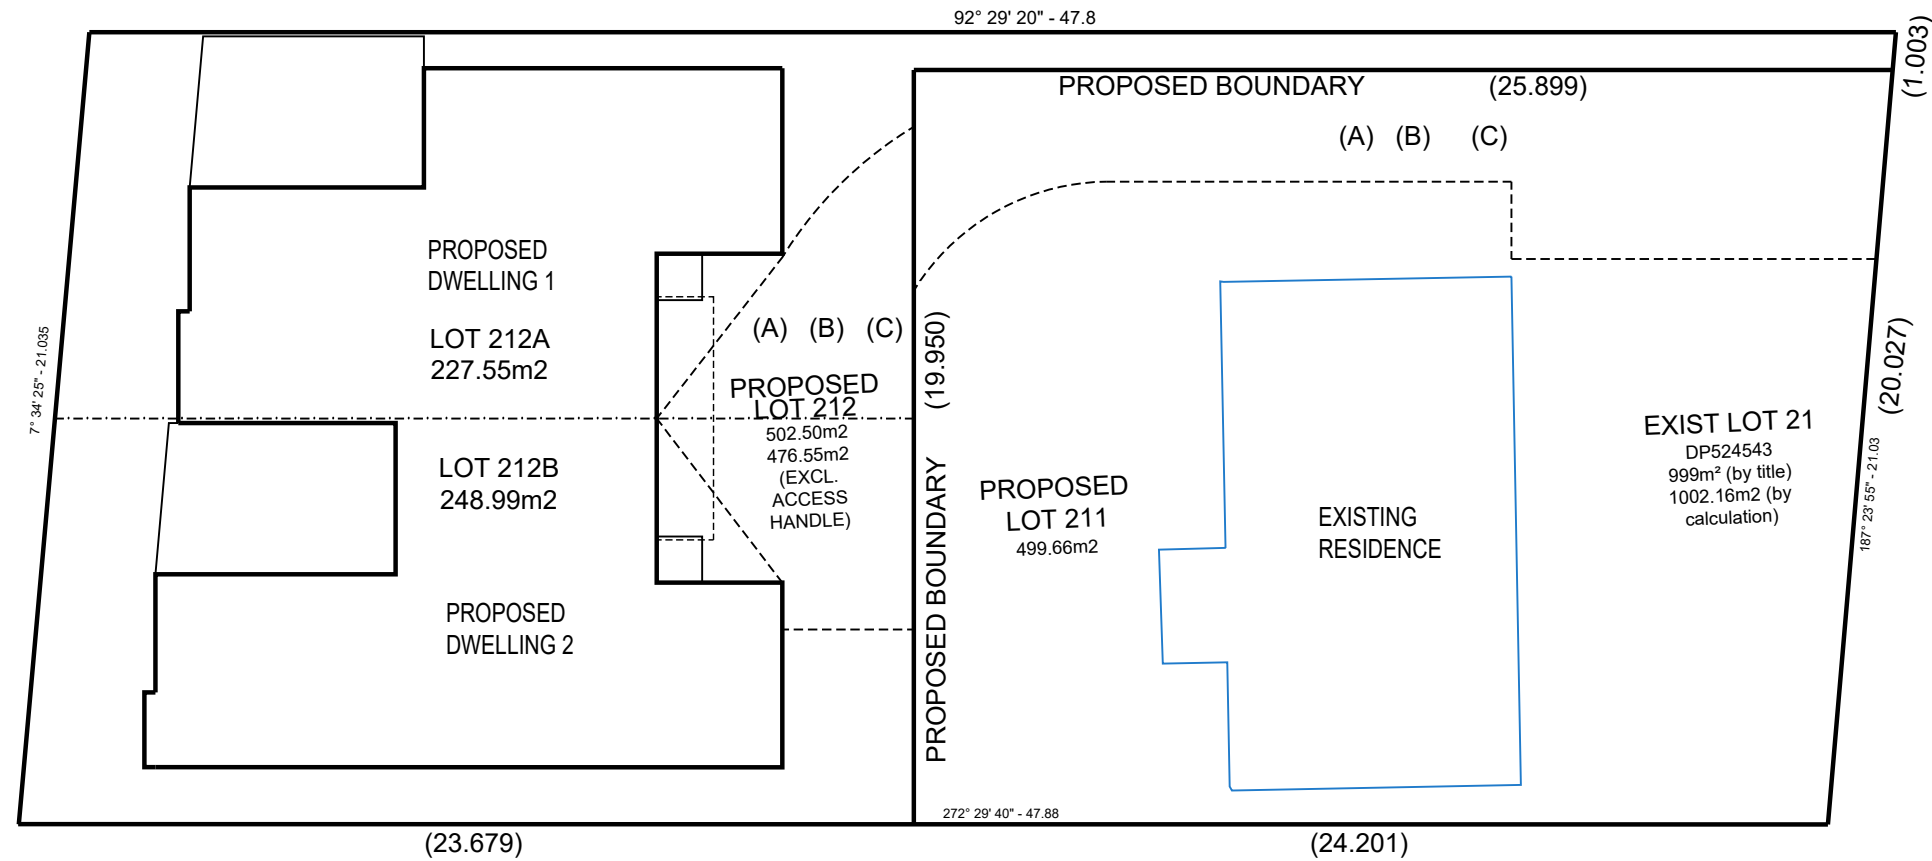 92° 29' 20" - 47.8
(1.003)
PROPOSED BOUNDARY
(25.899)
(A) (B) (C)
PROPOSED
DWELLING 1
LOT 212A
227.55m2
7° 34' 25" - 21.035
(A) (B) (C)
(19.950)
PROPOSED BOUNDARY
PROPOSED
LOT 212
502.50m2
476.55m2
(EXCL.
ACCESS
HANDLE)
LOT 212B
248.99m2
PROPOSED
DWELLING 2
PROPOSED
LOT 211
499.66m2
EXISTING
RESIDENCE
EXIST LOT 21
DP524543
999m² (by title)
1002.16m2 (by
calculation)
(20.027)
187° 23' 55" - 21.03
272° 29' 40" - 47.88
(23.679)
(24.201)